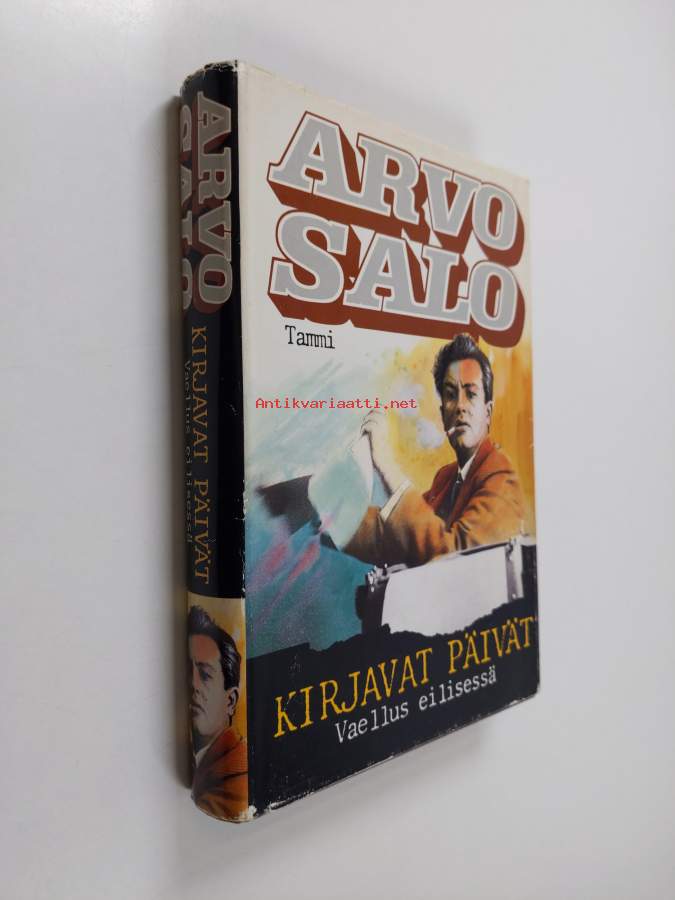 ARVO
SALO
Tammi
Antikvariaatti.net
KIRJAVAT PÄIVÄT
Vaellus eilisessä
ARVO
SALO
KIRJAVAT PÄIVÄT
Vaellus eilisessä